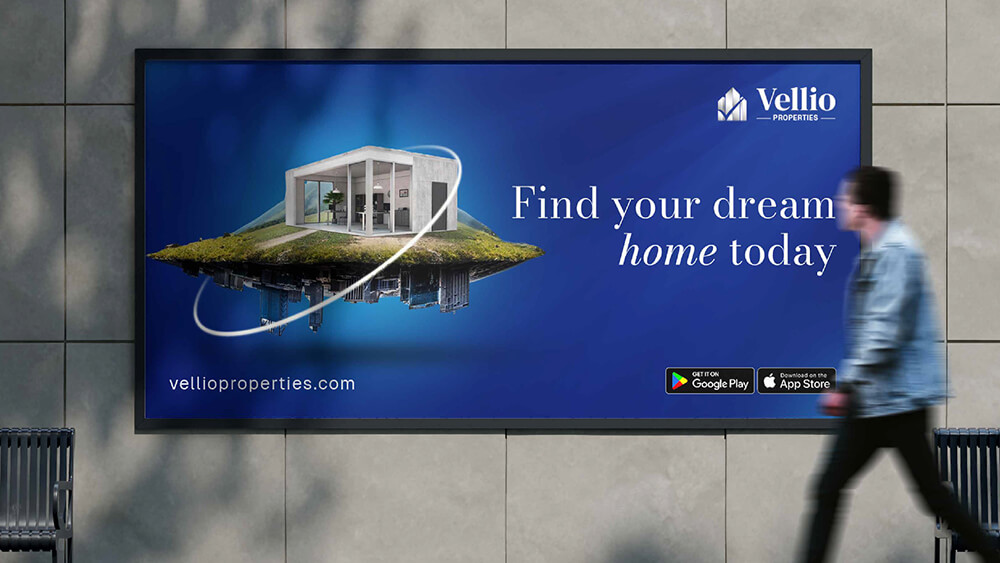 Vellio
PROPERTIES
Find your dream
home today
vellioproperties.com
GET IT ON
Google Play
Download on the
App Store